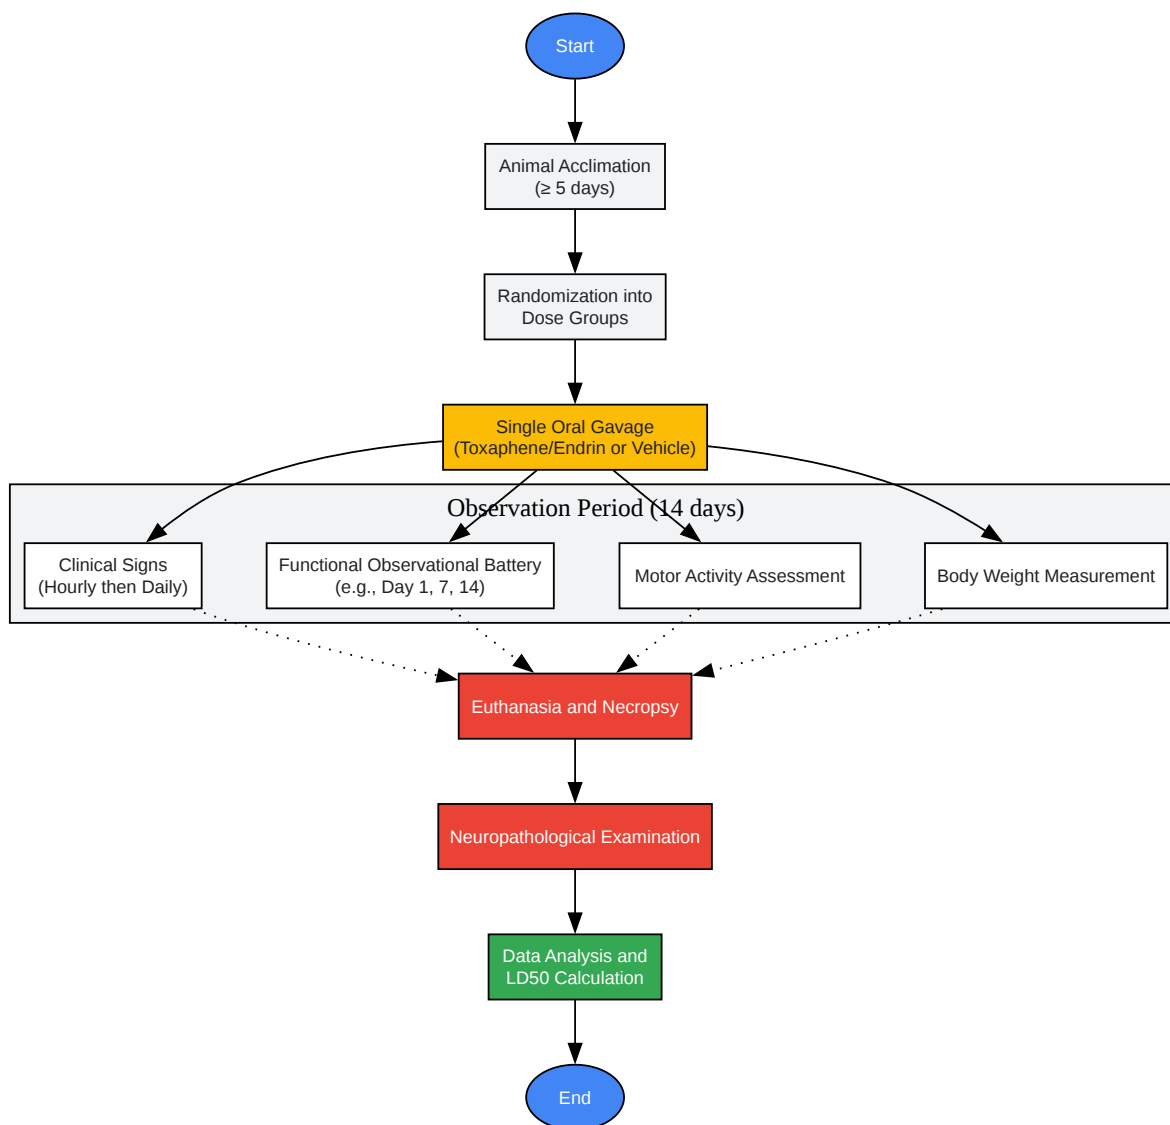 Start
Animal Acclimation
(≥ 5 days)
Randomization into
Dose Groups
Single Oral Gavage
(Toxaphene/Endrin or Vehicle)
Observation Period (14 days)
Clinical Signs
(Hourly then Daily)
Functional Observational Battery
(e.g., Day 1, 7, 14)
Motor Activity Assessment
Body Weight Measurement
Euthanasia and Necropsy
Neuropathological Examination
Data Analysis and
LD50 Calculation
End